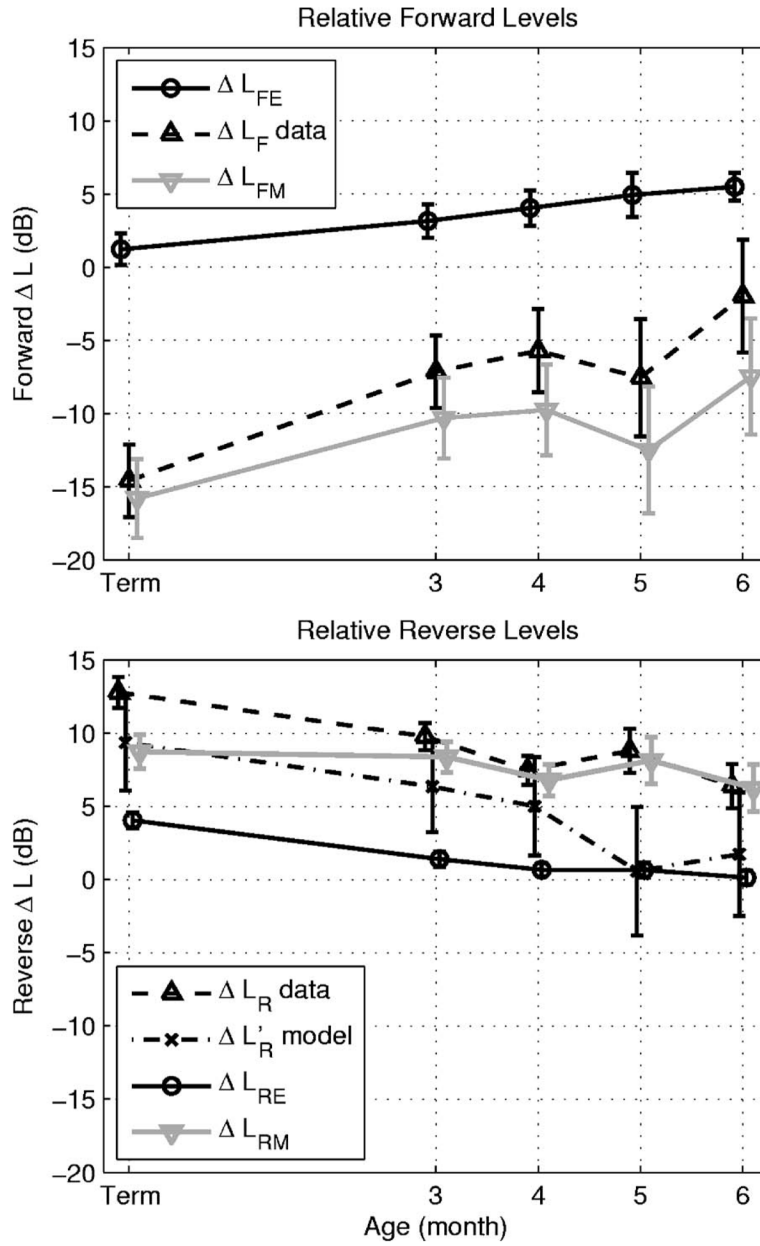 Relative Forward Levels
15
10
5
0
−5
−10
−15
−20
Forward Δ L (dB)
Δ L_FE
Δ L_F data
Δ L_FM
Term 3 4 5 6
Relative Reverse Levels
15
10
5
0
−5
−10
−15
−20
Reverse Δ L (dB)
Δ L_R data
Δ L'_R model
Δ L_RE
Δ L_RM
Term 3 4 5 6
Age (month)